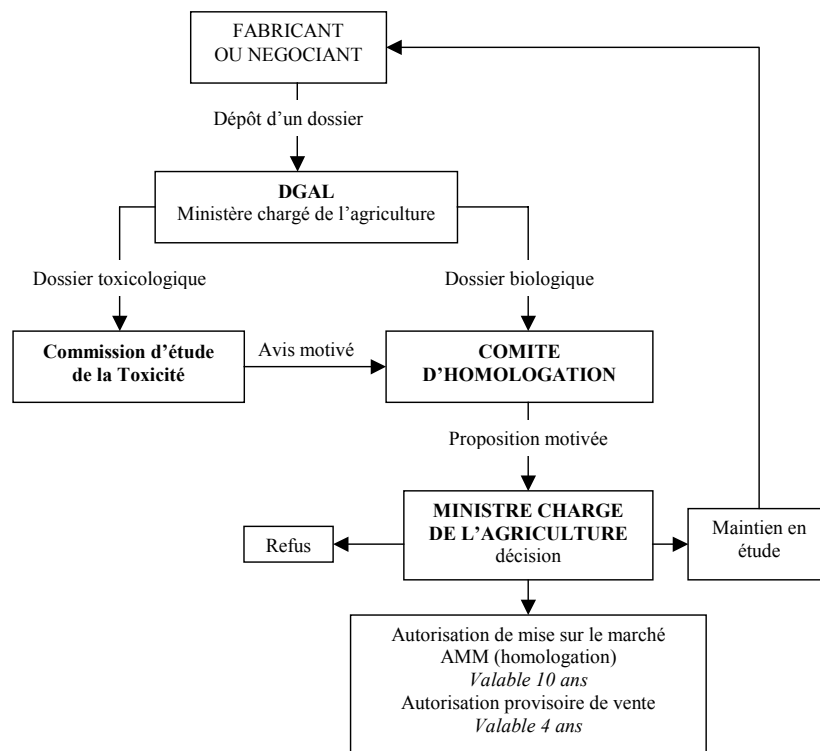 FABRICANT
OU NEGOCIANT
Dépôt d’un dossier
DGAL
Ministère chargé de l’agriculture
Dossier toxicologique
Dossier biologique
Commission d’étude
de la Toxicité
Avis motivé
COMITE
D’HOMOLOGATION
Proposition motivée
MINISTRE CHARGE
DE L’AGRICULTURE
décision
Refus
Maintien en
étude
Autorisation de mise sur le marché
AMM (homologation)
Valable 10 ans
Autorisation provisoire de vente
Valable 4 ans